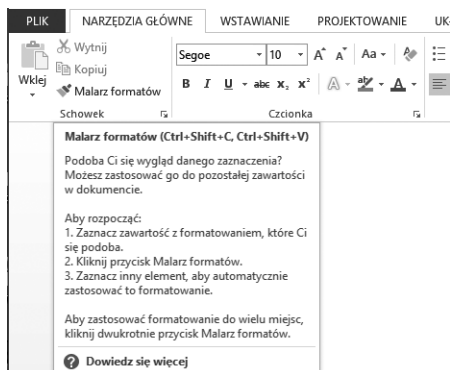 PLIK NARZĘDZIA GŁÓWNE WSTAWIANIE PROJEKTOWANIE
Wytnij
Kopiuj
Wklej
Malarz formatów
Schowek
Segoe 10 A A Aa
B I U abc X₂ X² A ab A
Czcionka
Malarz formatów (Ctrl+Shift+C, Ctrl+Shift+V)
Podoba Ci się wygląd danego zaznaczenia?
Możesz zastosować go do pozostałej zawartości
w dokumencie.
Aby rozpocząć:
1. Zaznacz zawartość z formatowaniem, które Ci
się podoba.
2. Kliknij przycisk Malarz formatów.
3. Zaznacz inny element, aby automatycznie
zastosować to formatowanie.
Aby zastosować formatowanie do wielu miejsc,
kliknij dwukrotnie przycisk Malarz formatów.
Dowiedz się więcej